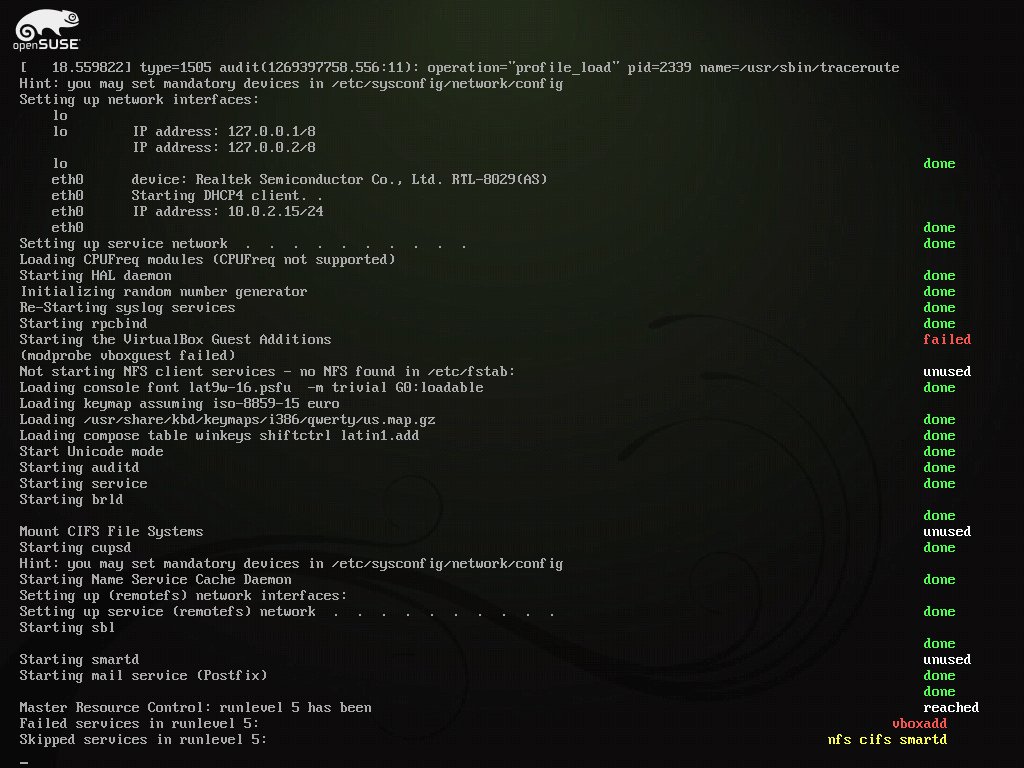 openSUSE
[   18.559822] type=1505 audit(1269397758.556:11): operation="profile_load" pid=2339 name=/usr/sbin/traceroute
Hint: you may set mandatory devices in /etc/sysconfig/network/config
Setting up network interfaces:
lo
lo        IP address: 127.0.0.1/8
IP address: 127.0.0.2/8
lo        done
eth0      device: Realtek Semiconductor Co., Ltd. RTL-8029(AS)
eth0      Starting DHCP4 client. .
eth0      IP address: 10.0.2.15/24
eth0      done
Setting up service network  .  .  .  .  .  .  .  .  .  .  done
Loading CPUFreq modules (CPUFreq not supported)
Starting HAL daemon  done
Initializing random number generator  done
Re-Starting syslog services  done
Starting rpcbind  done
Starting the VirtualBox Guest Additions  failed
(modprobe vboxguest failed)
Not starting NFS client services - no NFS found in /etc/fstab:  unused
Loading console font lat9w-16.psfu  -m trivial G0:loadable  done
Loading keymap assuming iso-8859-15 euro
Loading /usr/share/kbd/keymaps/i386/qwerty/us.map.gz  done
Loading compose table winkeys shiftctrl latin1.add  done
Start Unicode mode  done
Starting auditd  done
Starting service  done
Starting brld
done
Mount CIFS File Systems  unused
Starting cupsd  done
Hint: you may set mandatory devices in /etc/sysconfig/network/config
Starting Name Service Cache Daemon  done
Setting up (remotefs) network interfaces:
Setting up service (remotefs) network  .  .  .  .  .  .  .  .  .  .  done
Starting sbl
done
Starting smartd  unused
Starting mail service (Postfix)  done
done
Master Resource Control: runlevel 5 has been  reached
Failed services in runlevel 5:  vboxadd
Skipped services in runlevel 5:  nfs cifs smartd
_